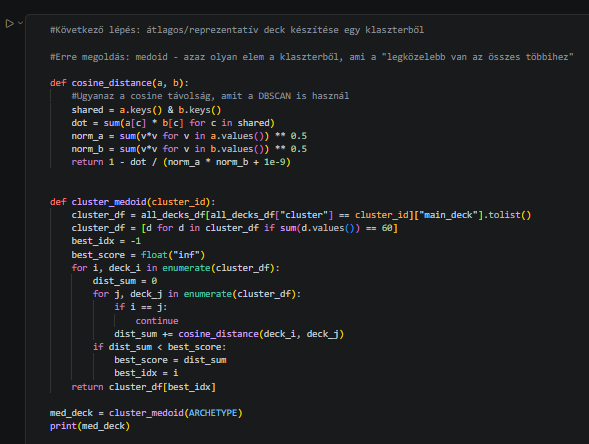 #Következő lépés: átlagos/reprezentatív deck készítése egy klaszterből
#Erre megoldás: medoid - azaz olyan elem a klaszterből, ami a "legközelebb van az összes többihez"
def cosine_distance(a, b):
    #Ugyanaz a cosine távolság, amit a DBSCAN is használ
    shared = a.keys() & b.keys()
    dot = sum(a[c] * b[c] for c in shared)
    norm_a = sum(v*v for v in a.values()) ** 0.5
    norm_b = sum(v*v for v in b.values()) ** 0.5
    return 1 - dot / (norm_a * norm_b + 1e-9)
def cluster_medoid(cluster_id):
    cluster_df = all_decks_df[all_decks_df["cluster"] == cluster_id]["main_deck"].tolist()
    cluster_df = [d for d in cluster_df if sum(d.values()) == 60]
    best_idx = -1
    best_score = float("inf")
    for i, deck_i in enumerate(cluster_df):
        dist_sum = 0
        for j, deck_j in enumerate(cluster_df):
            if i == j:
                continue
            dist_sum += cosine_distance(deck_i, deck_j)
        if dist_sum < best_score:
            best_score = dist_sum
            best_idx = i
    return cluster_df[best_idx]
med_deck = cluster_medoid(ARCHETYPE)
print(med_deck)